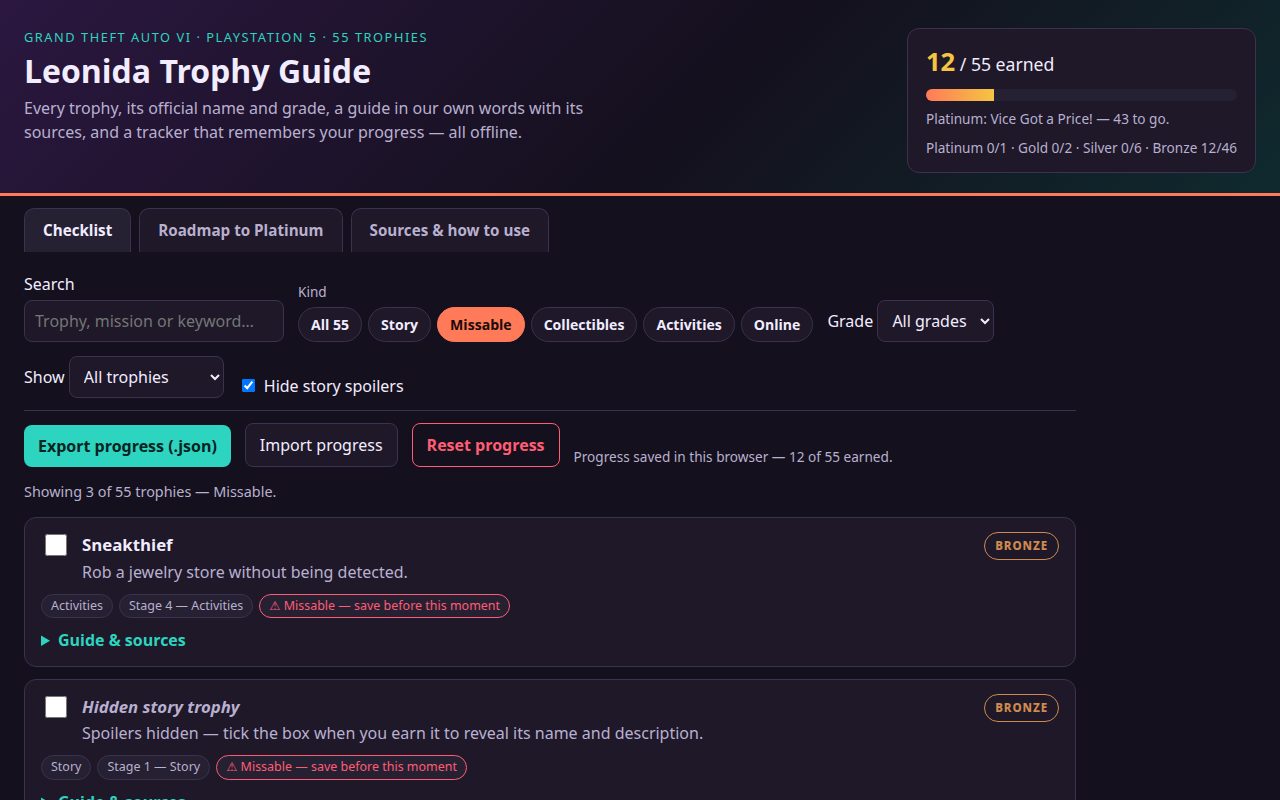 GRAND THEFT AUTO VI · PLAYSTATION 5 · 55 TROPHIES
Leonida Trophy Guide
Every trophy, its official name and grade, a guide in our own words with its
sources, and a tracker that remembers your progress — all offline.
12 / 55 earned
Platinum: Vice Got a Price! — 43 to go.
Platinum 0/1 · Gold 0/2 · Silver 0/6 · Bronze 12/46
Checklist
Roadmap to Platinum
Sources & how to use
Search
Trophy, mission or keyword...
Kind
All 55
Story
Missable
Collectibles
Activities
Online
Grade
All grades
Show
All trophies
Hide story spoilers
Export progress (.json)
Import progress
Reset progress
Progress saved in this browser — 12 of 55 earned.
Showing 3 of 55 trophies — Missable.
Sneakthief
BRONZE
Rob a jewelry store without being detected.
Activities
Stage 4 — Activities
⚠ Missable — save before this moment
Guide & sources
Hidden story trophy
BRONZE
Spoilers hidden — tick the box when you earn it to reveal its name and description.
Story
Stage 1 — Story
⚠ Missable — save before this moment
Guide & sources